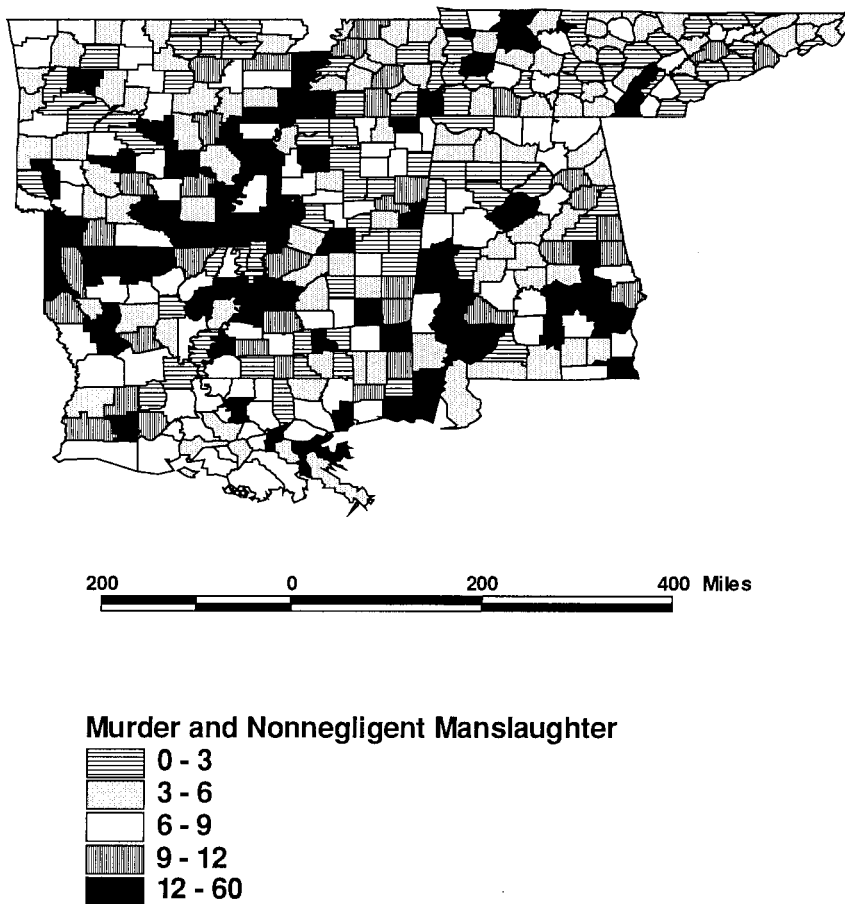 200 0 200 400 Miles
Murder and Nonnegligent Manslaughter
0 - 3
3 - 6
6 - 9
9 - 12
12 - 60